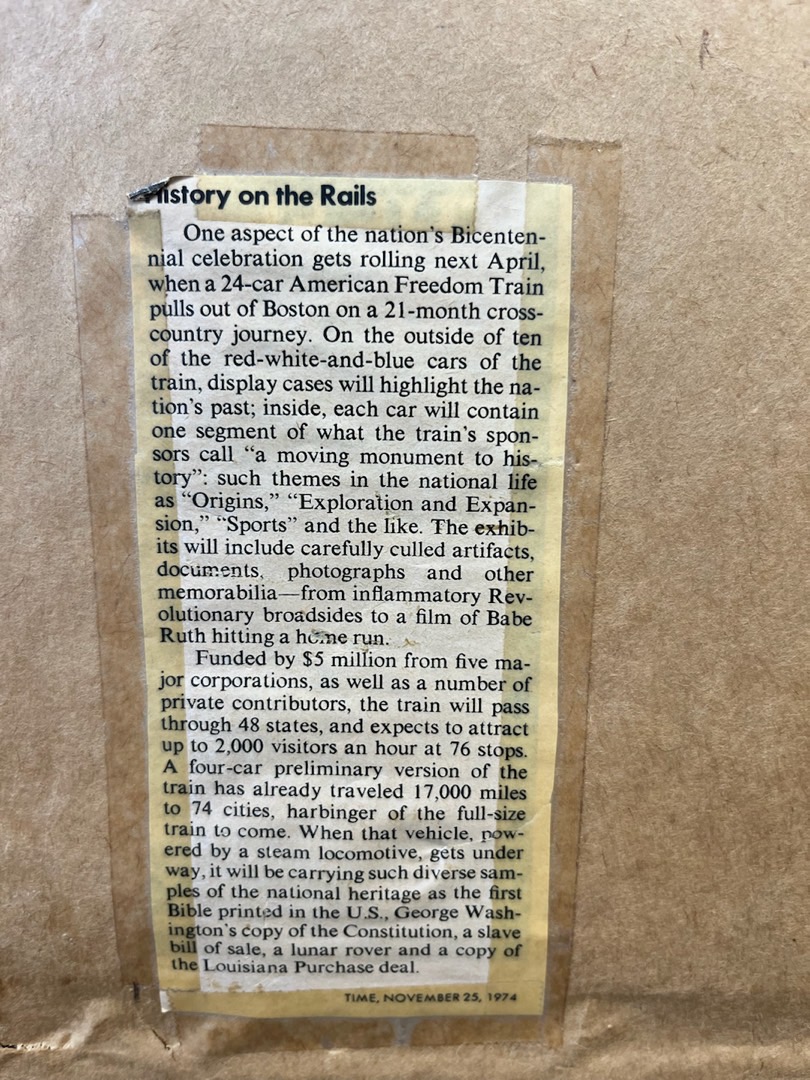 History on the Rails
One aspect of the nation's Bicenten-
nial celebration gets rolling next April,
when a 24-car American Freedom Train
pulls out of Boston on a 21-month cross-
country journey. On the outside of ten
of the red-white-and-blue cars of the
train, display cases will highlight the na-
tion's past; inside, each car will contain
one segment of what the train's spon-
sors call “a moving monument to his-
tory”: such themes in the national life
as “Origins,” “Exploration and Expan-
sion,” “Sports” and the like. The exhib-
its will include carefully culled artifacts,
documents, photographs and other
memorabilia—from inflammatory Rev-
olutionary broadsides to a film of Babe
Ruth hitting a home run.
Funded by $5 million from five ma-
jor corporations, as well as a number of
private contributors, the train will pass
through 48 states, and expects to attract
up to 2,000 visitors an hour at 76 stops.
A four-car preliminary version of the
train has already traveled 17,000 miles
to 74 cities, harbinger of the full-size
train to come. When that vehicle, pow-
ered by a steam locomotive, gets under
way, it will be carrying such diverse sam-
ples of the national heritage as the first
Bible printed in the U.S., George Wash-
ington's copy of the Constitution, a slave
bill of sale, a lunar rover and a copy of
the Louisiana Purchase deal.
TIME, NOVEMBER 25, 1974